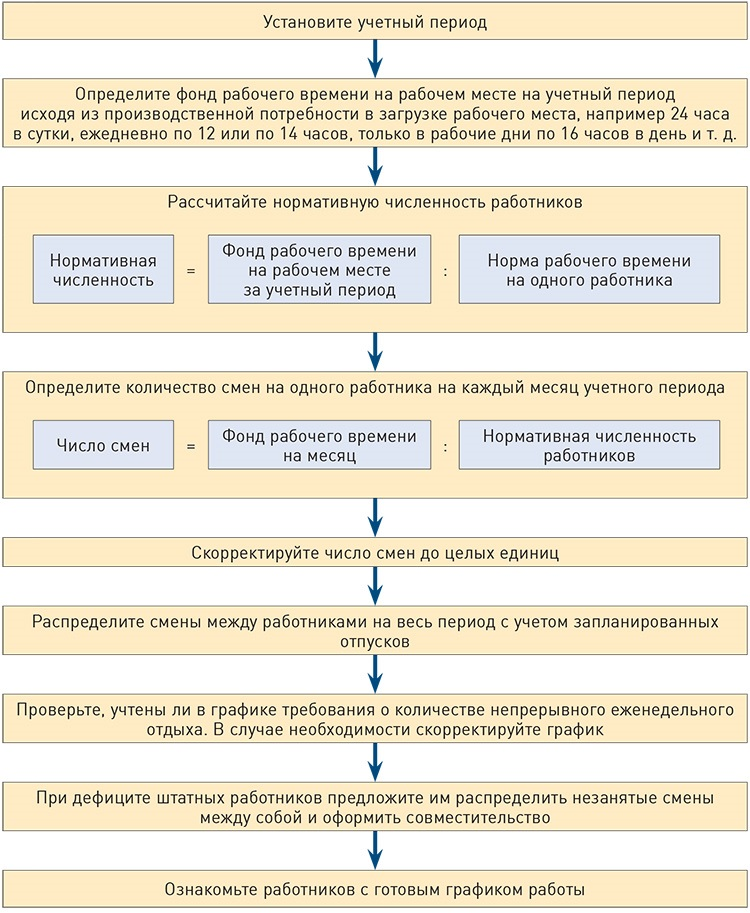 Установите учетный период
Определите фонд рабочего времени на рабочем месте на учетный период
исходя из производственной потребности в загрузке рабочего места, например 24 часа
в сутки, ежедневно по 12 или по 14 часов, только в рабочие дни по 16 часов в день и т. д.
Рассчитайте нормативную численность работников
Нормативная
численность
=
Фонд рабочего времени
на рабочем месте
за учетный период
:
Норма рабочего времени
на одного работника
Определите количество смен на одного работника на каждый месяц учетного периода
Число смен
=
Фонд рабочего времени
на месяц
:
Нормативная численность
работников
Скорректируйте число смен до целых единиц
Распределите смены между работниками на весь период с учетом запланированных
отпусков
Проверьте, учтены ли в графике требования о количестве непрерывного еженедельного
отдыха. В случае необходимости скорректируйте график
При дефиците штатных работников предложите им распределить незанятые смены
между собой и оформить совместительство
Ознакомьте работников с готовым графиком работы